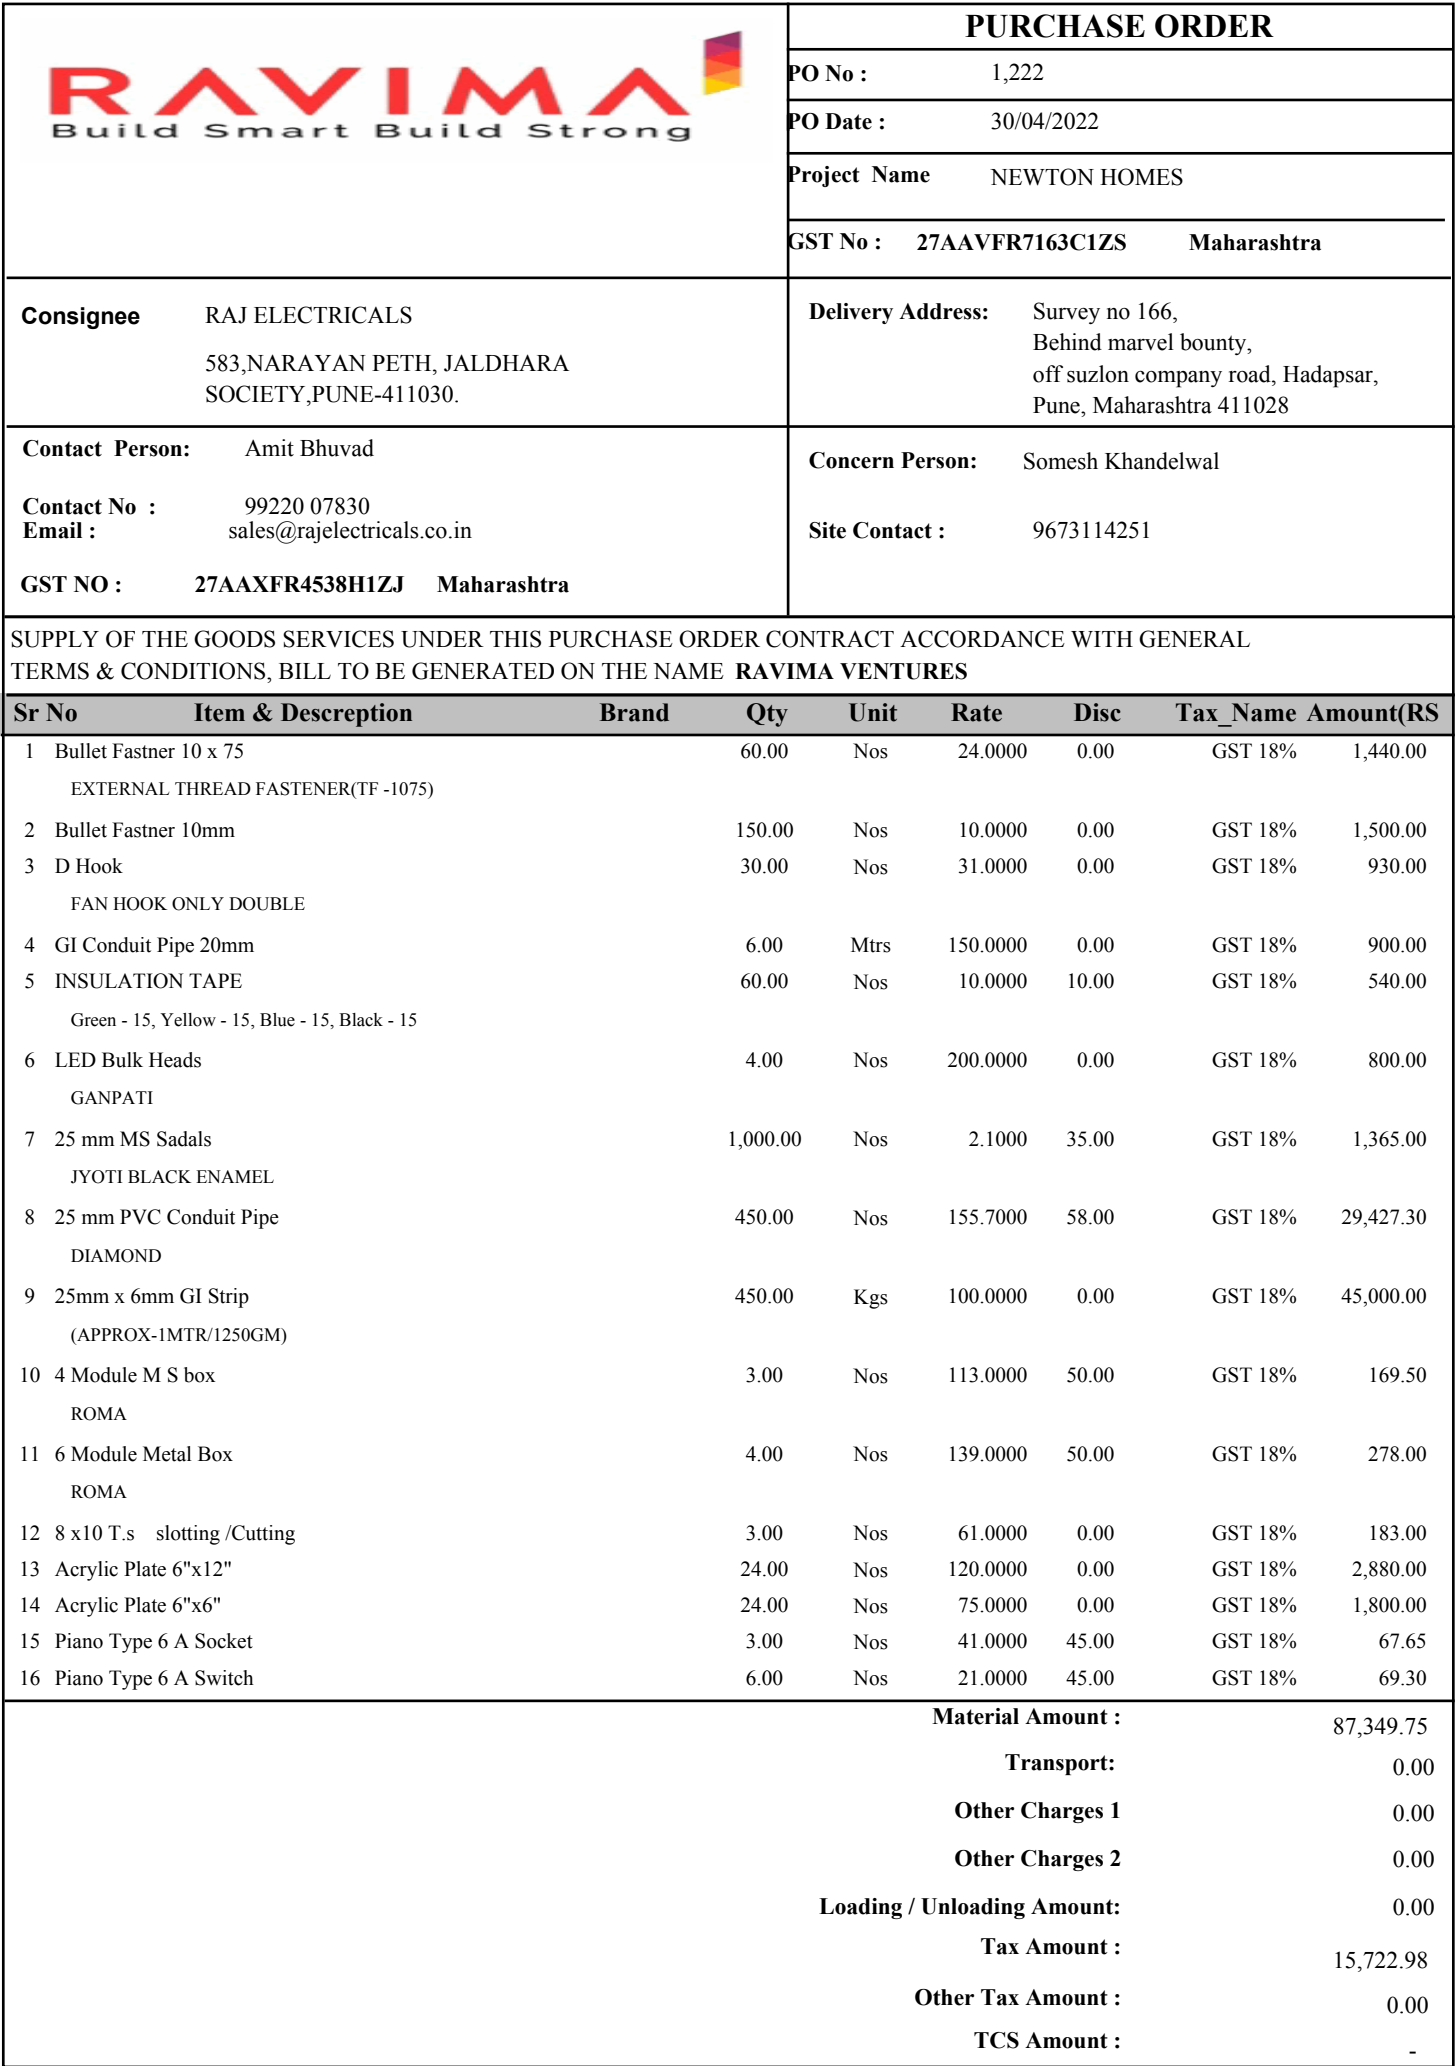 RAVIMA
Build Smart Build Strong
PURCHASE ORDER
PO No : 1,222
PO Date : 30/04/2022
Project Name NEWTON HOMES
GST No : 27AAVFR7163C1ZS Maharashtra
Consignee RAJ ELECTRICALS
583,NARAYAN PETH, JALDHARA
SOCIETY,PUNE-411030.
Delivery Address: Survey no 166,
Behind marvel bounty,
off suzlon company road, Hadapsar,
Pune, Maharashtra 411028
Contact Person: Amit Bhuvad
Contact No : 99220 07830
Email : sales@rajelectricals.co.in
GST NO : 27AAXFR4538H1ZJ Maharashtra
Concern Person: Somesh Khandelwal
Site Contact : 9673114251
SUPPLY OF THE GOODS SERVICES UNDER THIS PURCHASE ORDER CONTRACT ACCORDANCE WITH GENERAL
TERMS & CONDITIONS, BILL TO BE GENERATED ON THE NAME RAVIMA VENTURES
Sr No Item & Descreption Brand Qty Unit Rate Disc Tax_Name Amount(RS
1 Bullet Fastner 10 x 75 60.00 Nos 24.0000 0.00 GST 18% 1,440.00
EXTERNAL THREAD FASTENER(TF -1075)
2 Bullet Fastner 10mm 150.00 Nos 10.0000 0.00 GST 18% 1,500.00
3 D Hook 30.00 Nos 31.0000 0.00 GST 18% 930.00
FAN HOOK ONLY DOUBLE
4 GI Conduit Pipe 20mm 6.00 Mtrs 150.0000 0.00 GST 18% 900.00
5 INSULATION TAPE 60.00 Nos 10.0000 10.00 GST 18% 540.00
Green - 15, Yellow - 15, Blue - 15, Black - 15
6 LED Bulk Heads 4.00 Nos 200.0000 0.00 GST 18% 800.00
GANPATI
7 25 mm MS Sadals 1,000.00 Nos 2.1000 35.00 GST 18% 1,365.00
JYOTI BLACK ENAMEL
8 25 mm PVC Conduit Pipe 450.00 Nos 155.7000 58.00 GST 18% 29,427.30
DIAMOND
9 25mm x 6mm GI Strip 450.00 Kgs 100.0000 0.00 GST 18% 45,000.00
(APPROX-1MTR/1250GM)
10 4 Module M S box 3.00 Nos 113.0000 50.00 GST 18% 169.50
ROMA
11 6 Module Metal Box 4.00 Nos 139.0000 50.00 GST 18% 278.00
ROMA
12 8 x10 T.s slotting /Cutting 3.00 Nos 61.0000 0.00 GST 18% 183.00
13 Acrylic Plate 6"x12" 24.00 Nos 120.0000 0.00 GST 18% 2,880.00
14 Acrylic Plate 6"x6" 24.00 Nos 75.0000 0.00 GST 18% 1,800.00
15 Piano Type 6 A Socket 3.00 Nos 41.0000 45.00 GST 18% 67.65
16 Piano Type 6 A Switch 6.00 Nos 21.0000 45.00 GST 18% 69.30
Material Amount : 87,349.75
Transport: 0.00
Other Charges 1 0.00
Other Charges 2 0.00
Loading / Unloading Amount: 0.00
Tax Amount : 15,722.98
Other Tax Amount : 0.00
TCS Amount : -